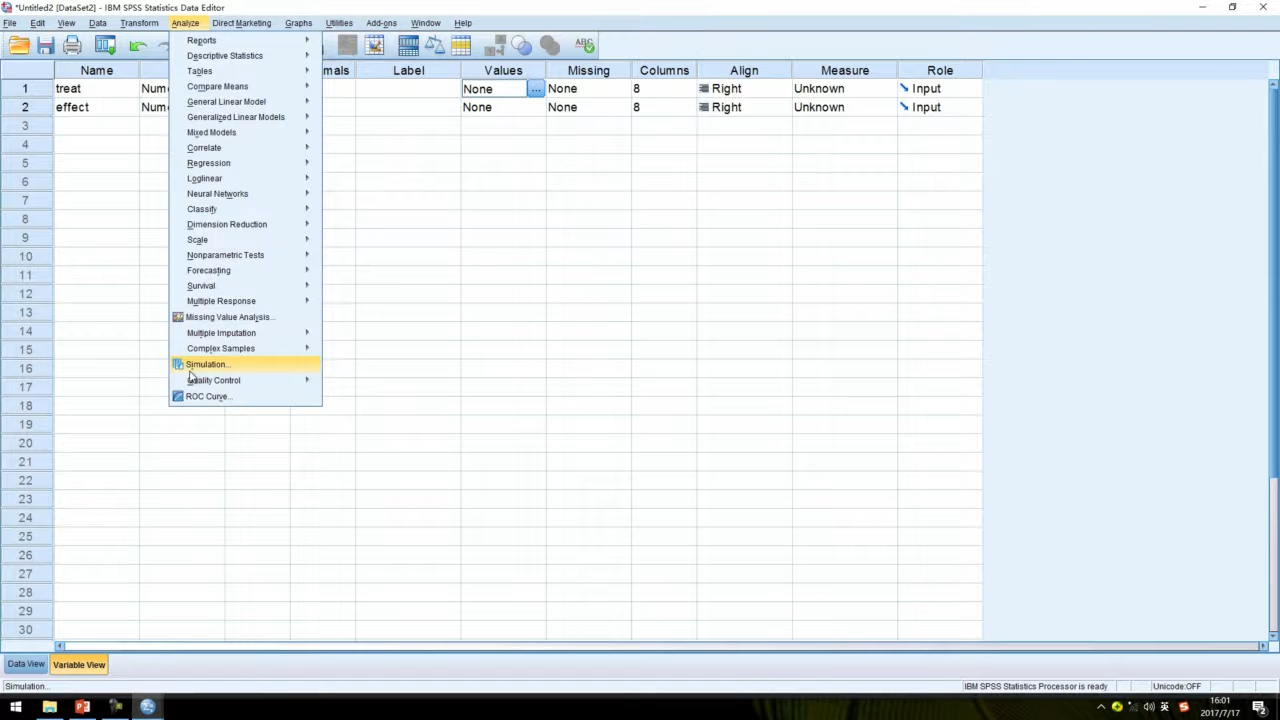 *Untitled2 [DataSet2] - IBM SPSS Statistics Data Editor
File Edit View Data Transform Analyze Direct Marketing Graphs Utilities Add-ons Window Help
Name mals Label Values Missing Columns Align Measure Role
1 treat Nume None ... None 8 Right Unknown Input
2 effect Nume None None 8 Right Unknown Input
3
4
5
6
7
8
9
10
11
12
13
14
15
16
17
18
19
20
21
22
23
24
25
26
27
28
29
30
Reports
Descriptive Statistics
Tables
Compare Means
General Linear Model
Generalized Linear Models
Mixed Models
Correlate
Regression
Loglinear
Neural Networks
Classify
Dimension Reduction
Scale
Nonparametric Tests
Forecasting
Survival
Multiple Response
Missing Value Analysis...
Multiple Imputation
Complex Samples
Simulation...
Quality Control
ROC Curve...
Data View Variable View
Simulation... IBM SPSS Statistics Processor is ready Unicode:OFF
英 16:01
2017/7/17